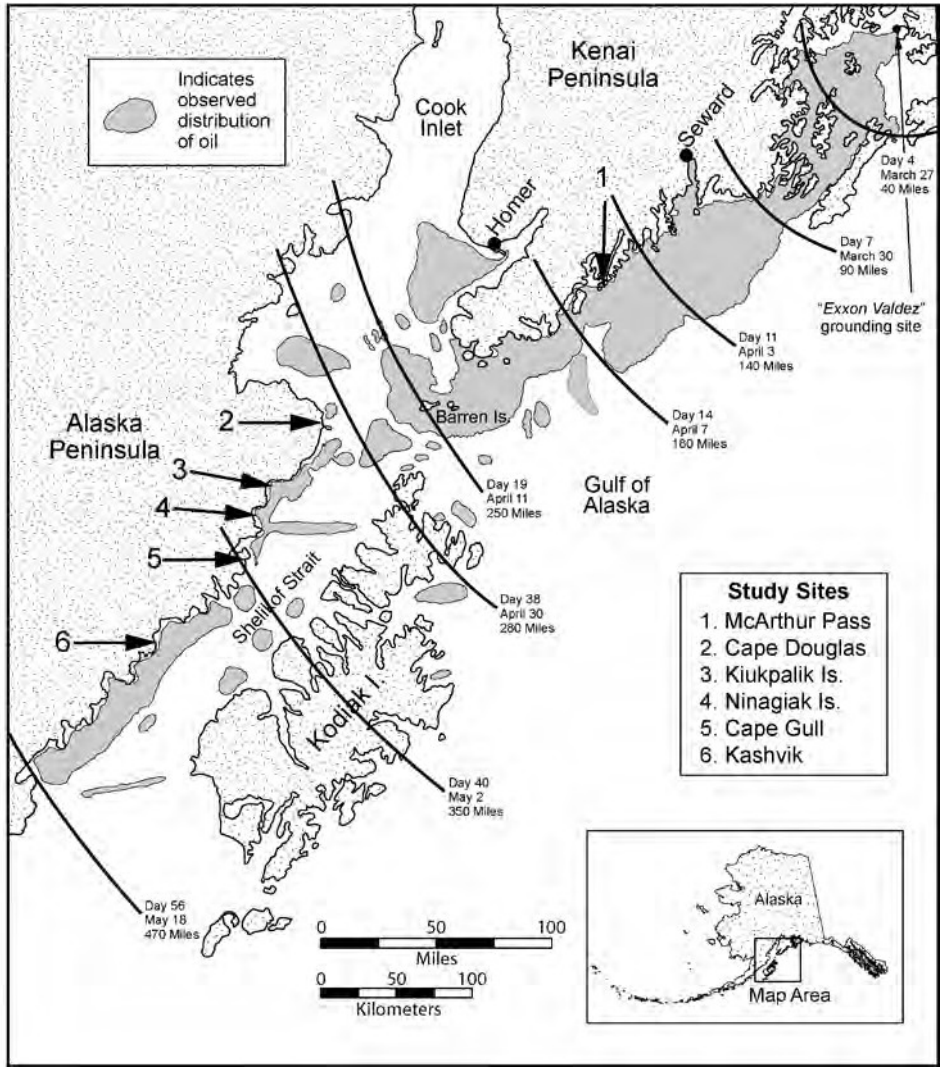 Indicates
observed
distribution
of oil
Kenai
Peninsula
Cook
Inlet
Seward
Homer
1
Day 4
March 27
40 Miles
Day 7
March 30
90 Miles
"Exxon Valdez"
grounding site
Day 11
April 3
140 Miles
Day 14
April 7
180 Miles
Barren Is.
Alaska
Peninsula
2
3
4
5
6
Day 19
April 11
250 Miles
Gulf of
Alaska
Day 38
April 30
280 Miles
Shelikof Strait
Kodiak I.
Day 40
May 2
350 Miles
Day 56
May 18
470 Miles
Study Sites
1. McArthur Pass
2. Cape Douglas
3. Kiukpalik Is.
4. Ninagiak Is.
5. Cape Gull
6. Kashvik
0 50 100
Miles
0 50 100
Kilometers
Alaska
Map Area